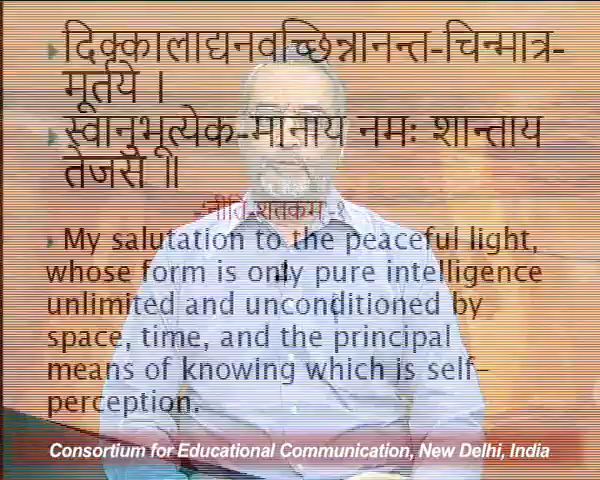 दिक्कालाद्यनवच्छिन्नानन्त-चिन्मात्र-
मूर्तये ।
स्वानुभूत्येक-मानाय नमः शान्ताय
तेजसे ॥
-नीति-शतकम्-१
My salutation to the peaceful light,
whose form is only pure intelligence
unlimited and unconditioned by
space, time, and the principal
means of knowing which is self-
perception.
Consortium for Educational Communication, New Delhi, India